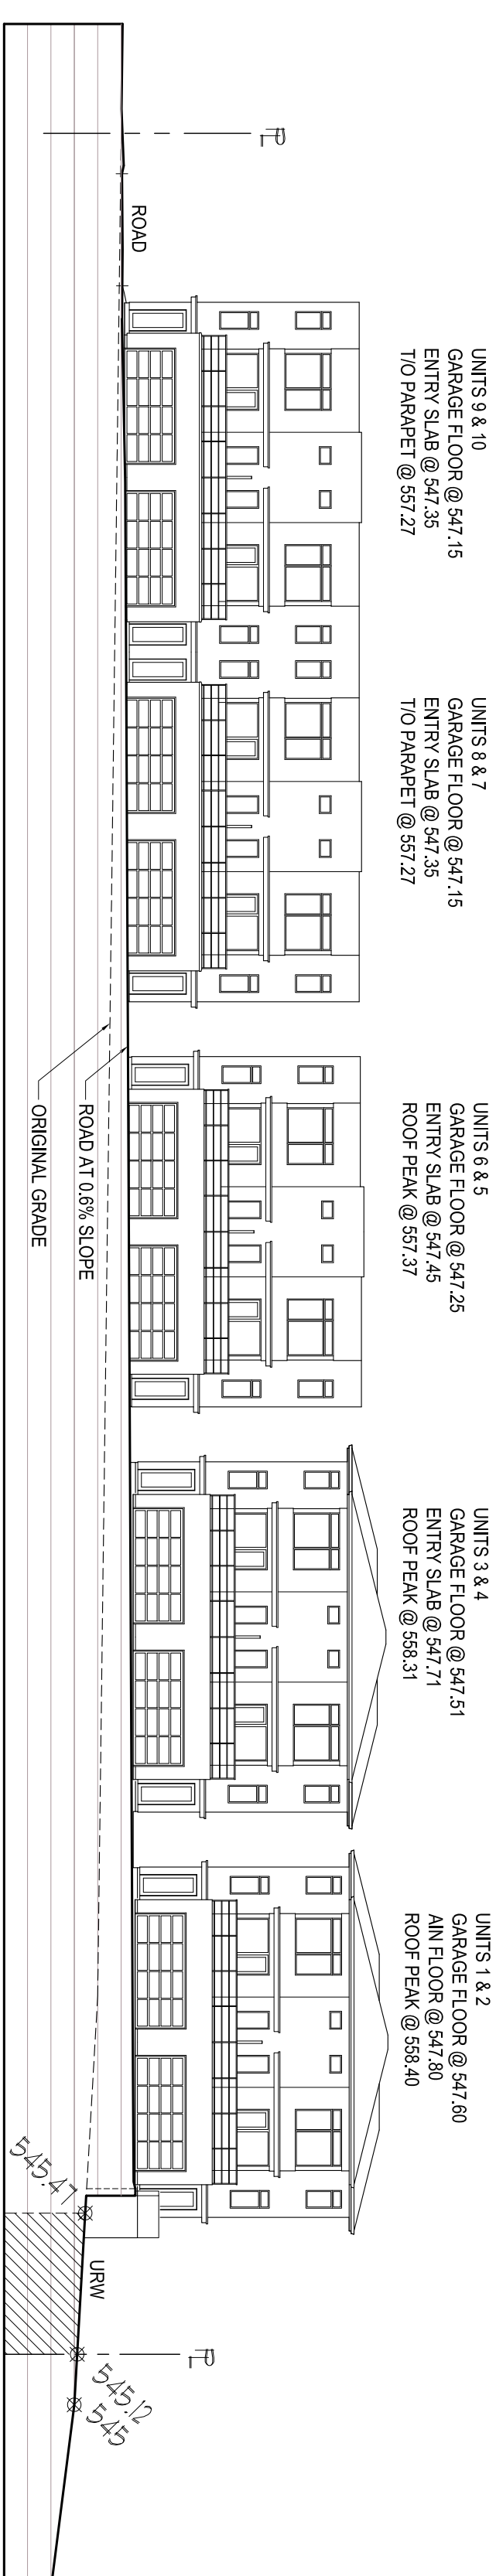 UNITS 9 & 10
GARAGE FLOOR @ 547.15
ENTRY SLAB @ 547.35
T/O PARAPET @ 557.27
UNITS 8 & 7
GARAGE FLOOR @ 547.15
ENTRY SLAB @ 547.35
T/O PARAPET @ 557.27
UNITS 6 & 5
GARAGE FLOOR @ 547.25
ENTRY SLAB @ 547.45
ROOF PEAK @ 557.37
UNITS 3 & 4
GARAGE FLOOR @ 547.51
ENTRY SLAB @ 547.71
ROOF PEAK @ 558.31
UNITS 1 & 2
GARAGE FLOOR @ 547.60
AIN FLOOR @ 547.80
ROOF PEAK @ 558.40
PL
ROAD
ROAD AT 0.6% SLOPE
ORIGINAL GRADE
545.47
URW
PL
545.12
545